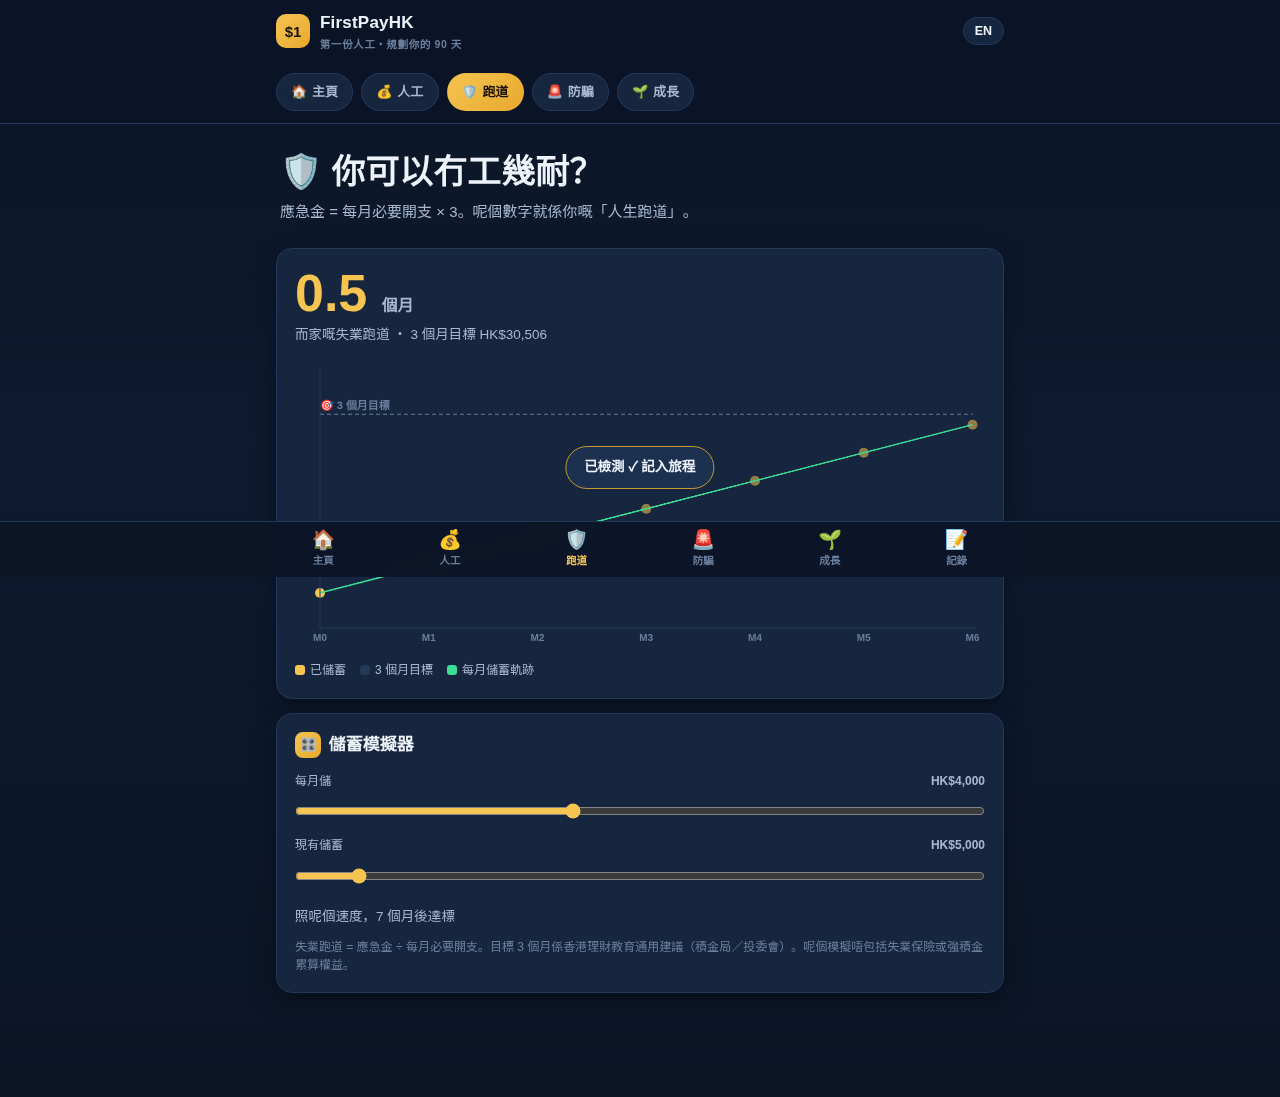 $1
FirstPayHK
第一份人工・規劃你的 90 天
EN
🏠 主頁
💰 人工
🛡️ 跑道
🚨 防騙
🌱 成長
🛡️ 你可以冇工幾耐？
應急金 = 每月必要開支 × 3。呢個數字就係你嘅「人生跑道」。
0.5 個月
而家嘅失業跑道 ・ 3 個月目標 HK$30,506
🎯 3 個月目標
已檢測 ✓ 記入旅程
主頁
人工
跑道
防騙
成長
記錄
M0 M1 M2 M3 M4 M5 M6
已儲蓄
3 個月目標
每月儲蓄軌跡
🎛️ 儲蓄模擬器
每月儲 HK$4,000
現有儲蓄 HK$5,000
照呢個速度，7 個月後達標
失業跑道 = 應急金 ÷ 每月必要開支。目標 3 個月係香港理財教育通用建議（積金局／投委會）。呢個模擬唔包括失業保險或強積金
累算權益。